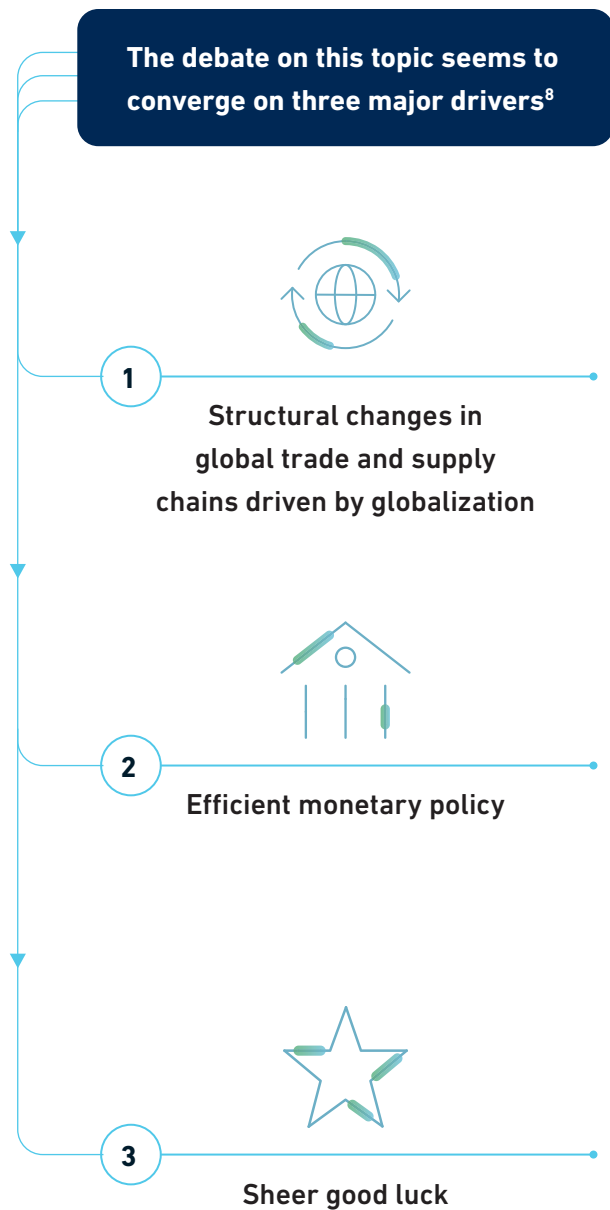 The debate on this topic seems to
converge on three major drivers⁸
1
Structural changes in
global trade and supply
chains driven by globalization
2
Efficient monetary policy
3
Sheer good luck